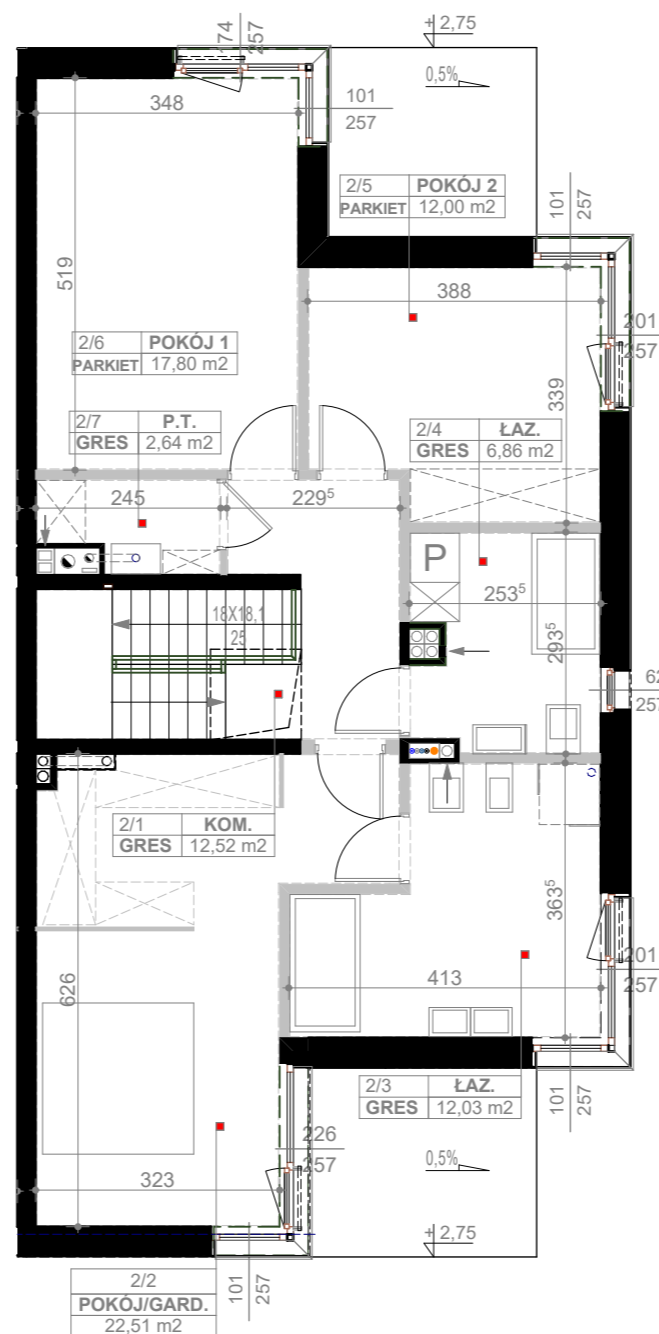 + 2,75
174
257
0,5%
348
101
257
2/5 POKÓJ 2
PARKIET 12,00 m2
101
257
519
388
201
257
2/6 POKÓJ 1
PARKIET 17,80 m2
339
2/7 P.T.
GRES 2,64 m2
2/4 ŁAZ.
GRES 6,86 m2
245
229⁵
P
253⁵
293⁵
18X18,1
25
62
257
2/1 KOM.
GRES 12,52 m2
363⁵
626
413
201
257
2/3 ŁAZ.
GRES 12,03 m2
101
257
226
257
0,5%
323
+ 2,75
2/2
POKÓJ/GARD.
22,51 m2
101
257